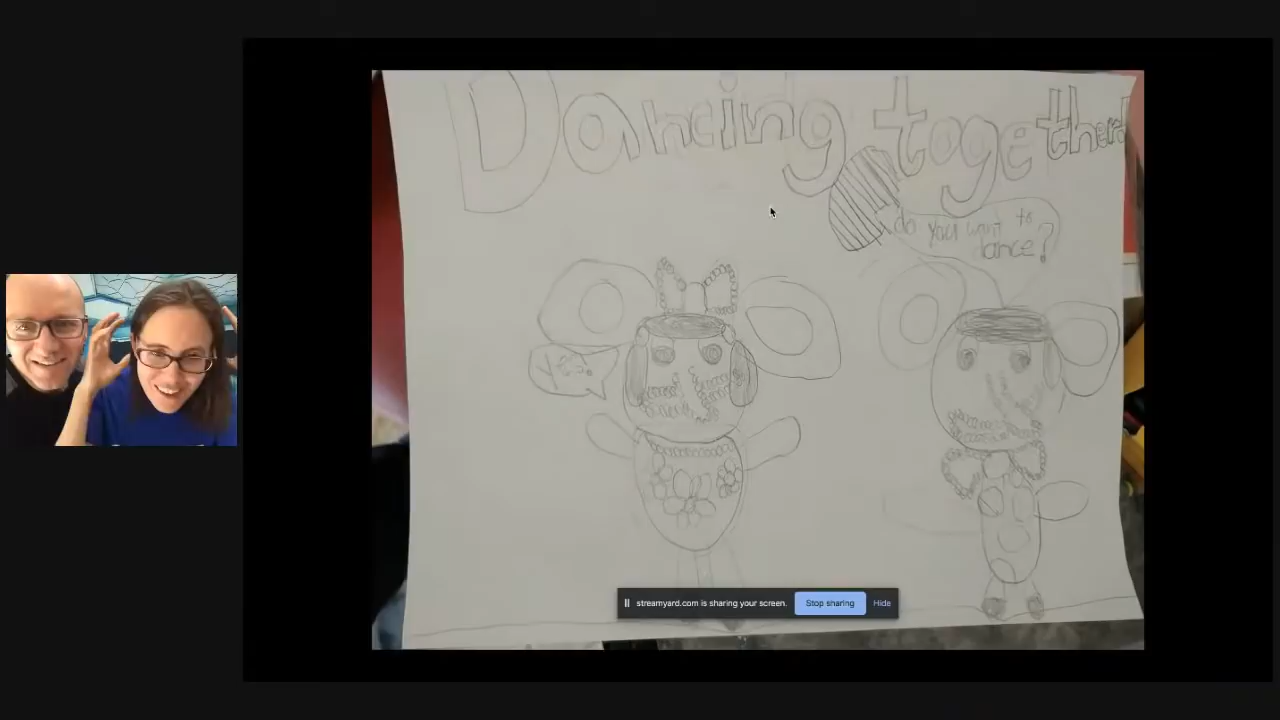 Dancing together
do you want to
dance?
yes.
streamyard.com is sharing your screen. Stop sharing Hide